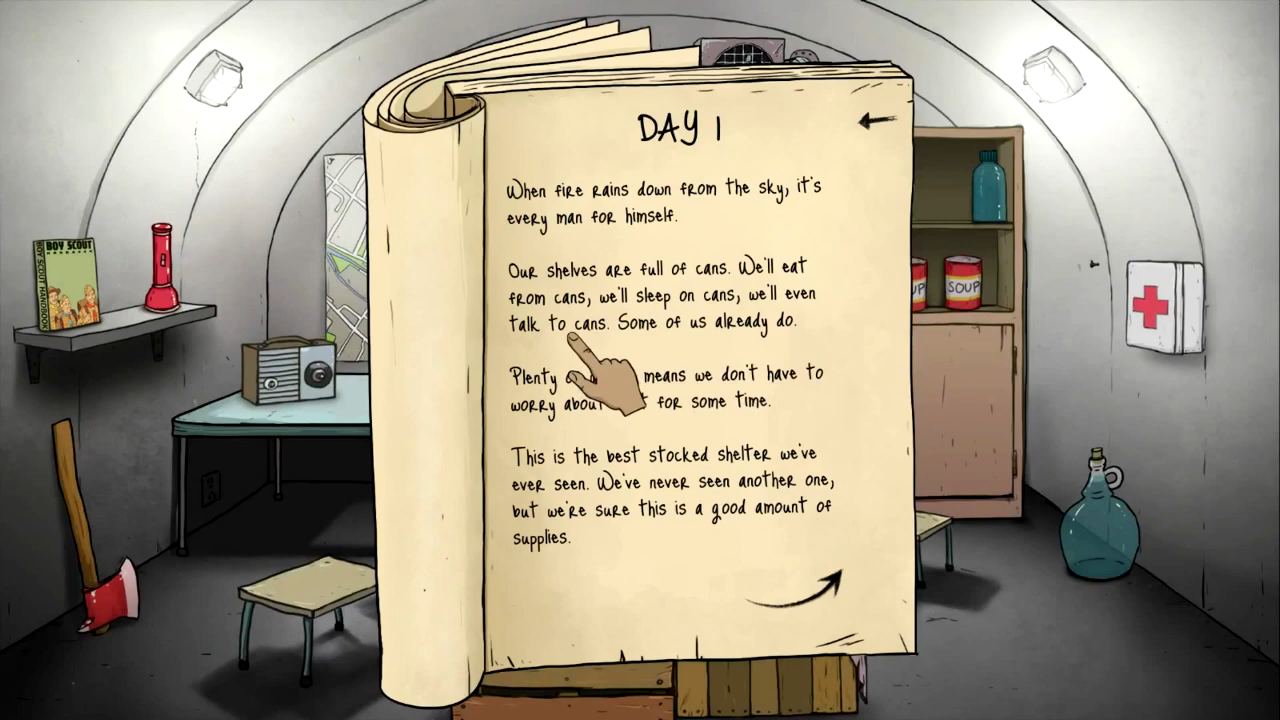 DAY 1
When fire rains down from the sky, it's
every man for himself.
Our shelves are full of cans. We'll eat
from cans, we'll sleep on cans, we'll even
talk to cans. Some of us already do.
Plenty means we don't have to
worry about for some time.
This is the best stocked shelter we've
ever seen. We've never seen another one,
but we're sure this is a good amount of
supplies.
BOY SCOUT
BOY SCOUT HANDBOOK
UP
SOUP